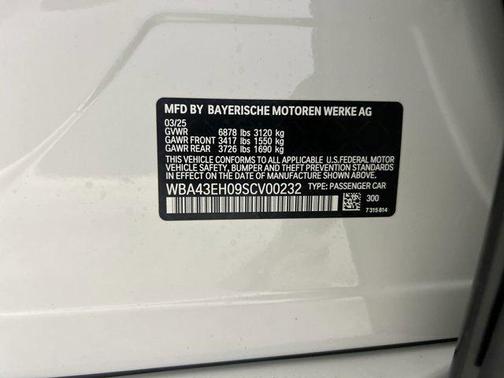 MFD BY BAYERISCHE MOTOREN WERKE AG
03/25
GVWR 6878 lbs 3120 kg
GAWR FRONT 3417 lbs 1550 kg
GAWR REAR 3726 lbs 1690 kg
THIS VEHICLE CONFORMS TO ALL APPLICABLE U.S.FEDERAL MOTOR
VEHICLE SAFETY, BUMPER, AND THEFT PREVENTION STANDARDS
IN EFFECT ON THE DATE OF MANUFACTURE SHOWN ABOVE.
WBA43EH09SCV00232 TYPE: PASSENGER CAR
300
7 315 814